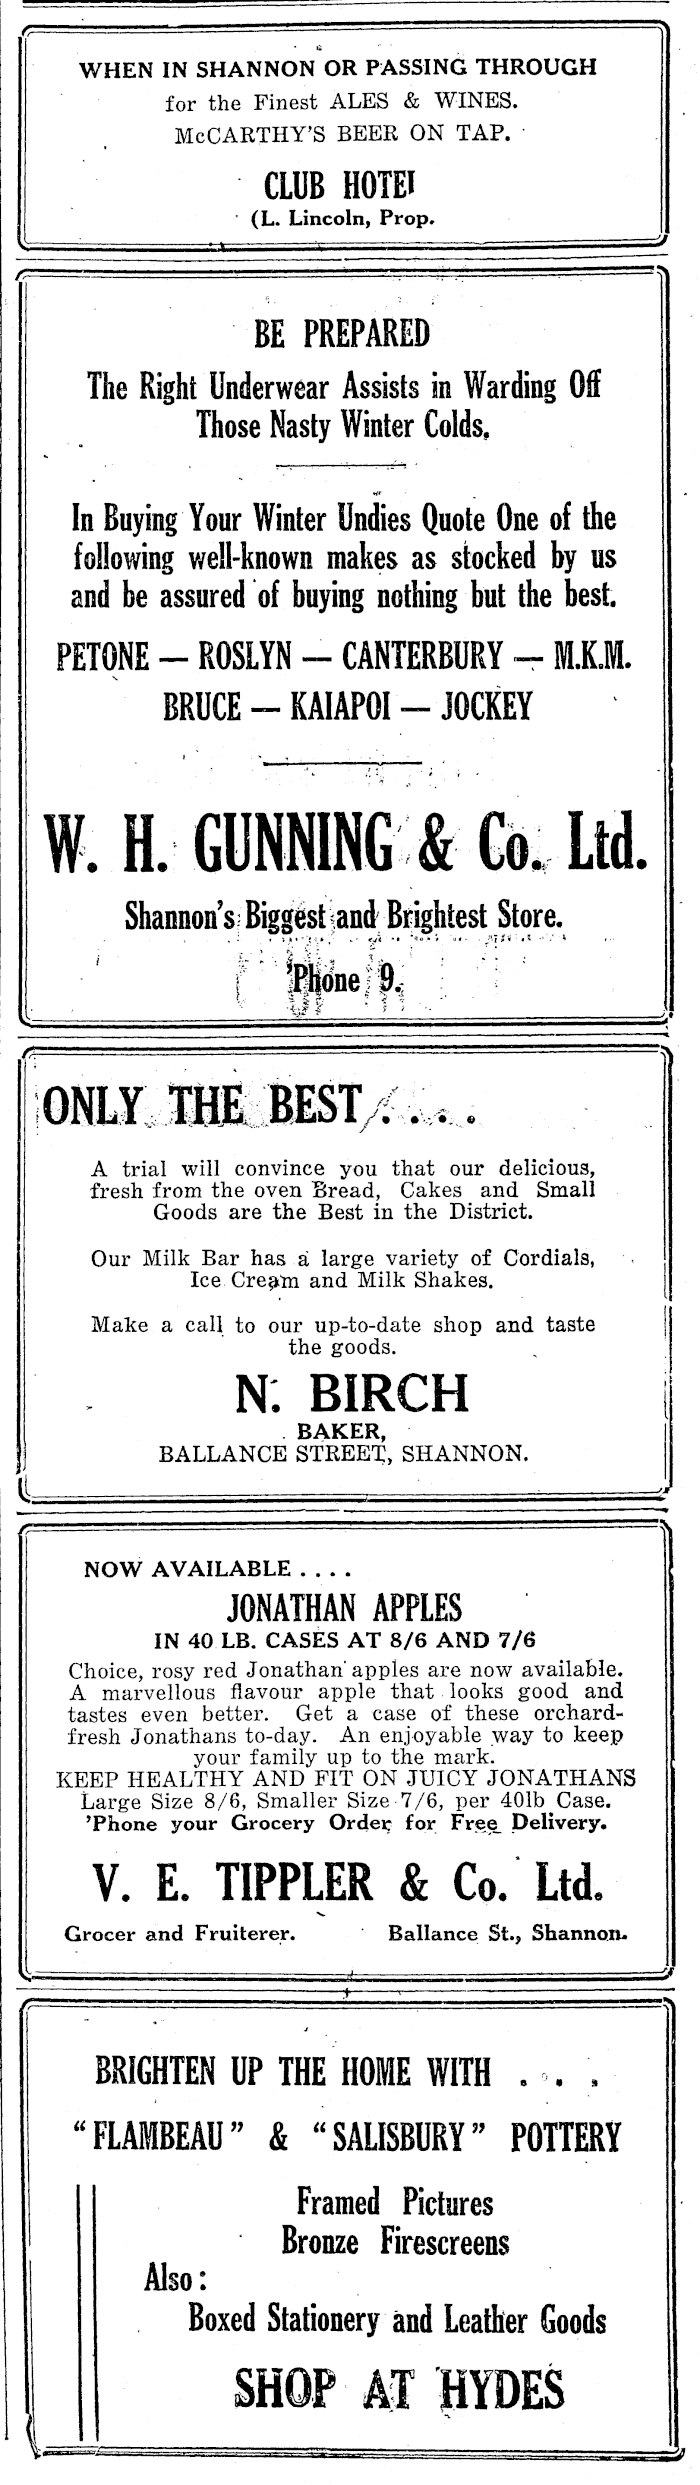 WHEN IN SHANNON OR PASSING THROUGH
for the Finest ALES & WINES.
McCARTHY'S BEER ON TAP.
CLUB HOTEL
(L. Lincoln, Prop.
BE PREPARED
The Right Underwear Assists in Warding Off
Those Nasty Winter Colds.
In Buying Your Winter Undies Quote One of the
following well-known makes as stocked by us
and be assured of buying nothing but the best.
PETONE — ROSLYN — CANTERBURY — M.K.M.
BRUCE — KAIAPOI — JOCKEY
W. H. GUNNING & Co. Ltd.
Shannon's Biggest and Brightest Store.
'Phone 9.
ONLY THE BEST . . . .
A trial will convince you that our delicious,
fresh from the oven Bread, Cakes and Small
Goods are the Best in the District.
Our Milk Bar has a large variety of Cordials,
Ice Cream and Milk Shakes.
Make a call to our up-to-date shop and taste
the goods.
N. BIRCH
BAKER,
BALLANCE STREET, SHANNON.
NOW AVAILABLE . . . .
JONATHAN APPLES
IN 40 LB. CASES AT 8/6 AND 7/6
Choice, rosy red Jonathan apples are now available.
A marvellous flavour apple that looks good and
tastes even better. Get a case of these orchard-
fresh Jonathans to-day. An enjoyable way to keep
your family up to the mark.
KEEP HEALTHY AND FIT ON JUICY JONATHANS
Large Size 8/6, Smaller Size 7/6, per 40lb Case.
'Phone your Grocery Order for Free Delivery.
V. E. TIPPLER & Co. Ltd.
Grocer and Fruiterer. Ballance St., Shannon.
BRIGHTEN UP THE HOME WITH . . . .
"FLAMBEAU" & "SALISBURY" POTTERY
Framed Pictures
Bronze Firescreens
Also:
Boxed Stationery and Leather Goods
SHOP AT HYDES